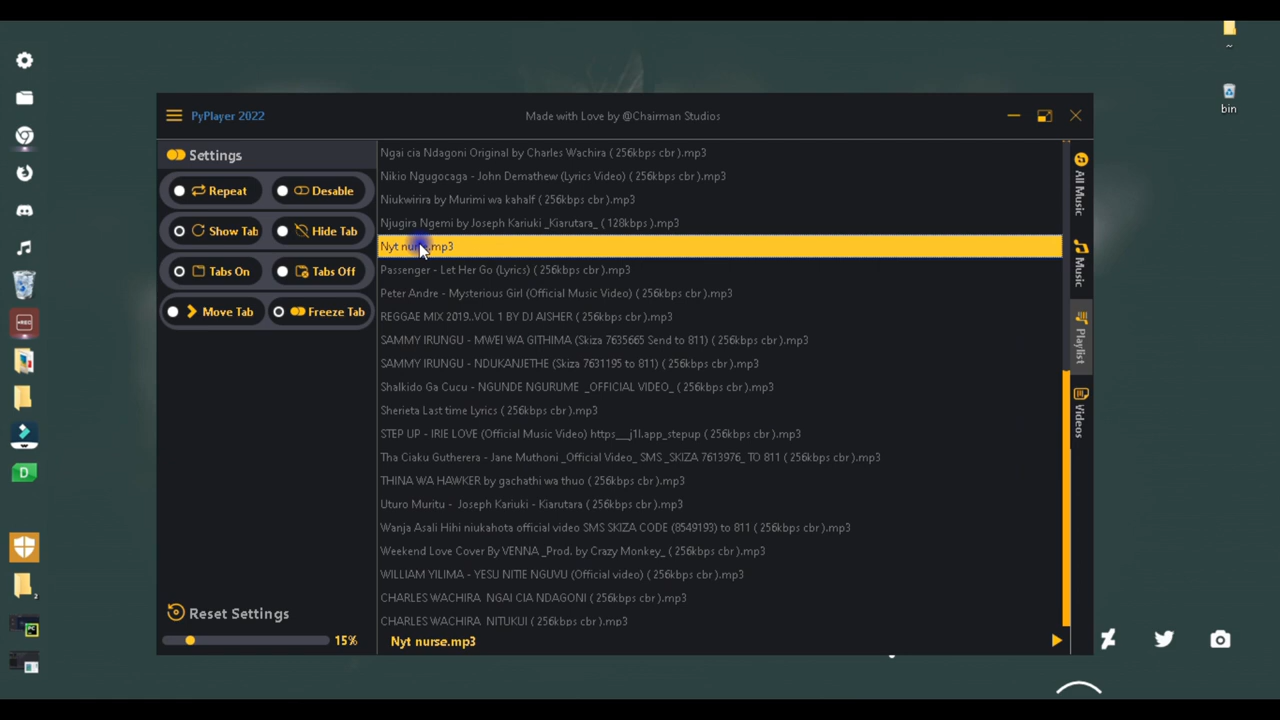 ~
bin
PyPlayer 2022
Made with Love by @Chairman Studios
Settings
Repeat
Desable
Show Tab
Hide Tab
Tabs On
Tabs Off
Move Tab
Freeze Tab
Reset Settings
15%
Ngai cia Ndagoni Original by Charles Wachira ( 256kbps cbr ).mp3
Nikio Ngugocaga - John Demathew (Lyrics Video) ( 256kbps cbr ).mp3
Niukwirira by Murimi wa kahalf ( 256kbps cbr ).mp3
Njugira Ngemi by Joseph Kariuki _Kiarutara_ ( 128kbps ).mp3
Nyt nurse.mp3
Passenger - Let Her Go (Lyrics) ( 256kbps cbr ).mp3
Peter Andre - Mysterious Girl (Official Music Video) ( 256kbps cbr ).mp3
REGGAE MIX 2019..VOL 1 BY DJ AISHER ( 256kbps cbr ).mp3
SAMMY IRUNGU - MWEI WA GITHIMA (Skiza 7635665 Send to 811) ( 256kbps cbr ).mp3
SAMMY IRUNGU - NDUKANJETHE (Skiza 7631195 to 811) ( 256kbps cbr ).mp3
Shalkido Ga Cucu - NGUNDE NGURUME _OFFICIAL VIDEO_ ( 256kbps cbr ).mp3
Sherieta Last time Lyrics ( 256kbps cbr ).mp3
STEP UP - IRIE LOVE (Official Music Video) https___j1l.app_stepup ( 256kbps cbr ).mp3
Tha Ciaku Gutherera - Jane Muthoni _Official Video_ SMS _SKIZA 7613976_ TO 811 ( 256kbps cbr ).mp3
THINA WA HAWKER by gachathi wa thuo ( 256kbps cbr ).mp3
Uturo Muritu - Joseph Kariuki - Kiarutara ( 256kbps cbr ).mp3
Wanja Asali Hihi niukahota official video SMS SKIZA CODE (8549193) to 811 ( 256kbps cbr ).mp3
Weekend Love Cover By VENNA _Prod. by Crazy Monkey_ ( 256kbps cbr ).mp3
WILLIAM YILIMA - YESU NITIE NGUVU (Official video) ( 256kbps cbr ).mp3
CHARLES WACHIRA  NGAI CIA NDAGONI ( 256kbps cbr ).mp3
CHARLES WACHIRA  NITUKUI ( 256kbps cbr ).mp3
Nyt nurse.mp3
All Music
Music
Playlist
Videos
•REC
D
2
PC